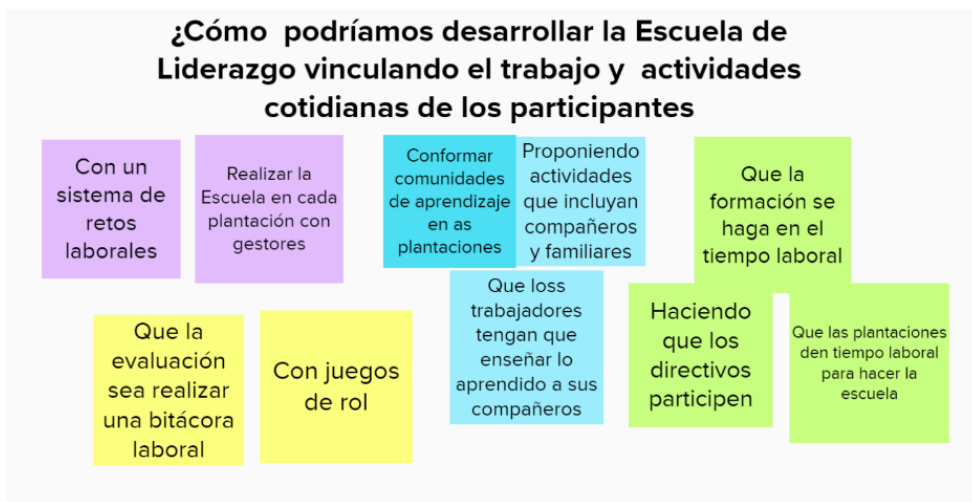 ¿Cómo podríamos desarrollar la Escuela de
Liderazgo vinculando el trabajo y actividades
cotidianas de los participantes
Con un
sistema de
retos
laborales
Realizar la
Escuela en cada
plantación con
gestores
Conformar
comunidades
de aprendizaje
en as
plantaciones
Proponiendo
actividades
que incluyan
compañeros
y familiares
Que la
formación se
haga en el
tiempo laboral
Que la
evaluación
sea realizar
una bitácora
laboral
Con juegos
de rol
Que loss
trabajadores
tengan que
enseñar lo
aprendido a sus
compañeros
Haciendo
que los
directivos
participen
Que las plantaciones
den tiempo laboral
para hacer la
escuela